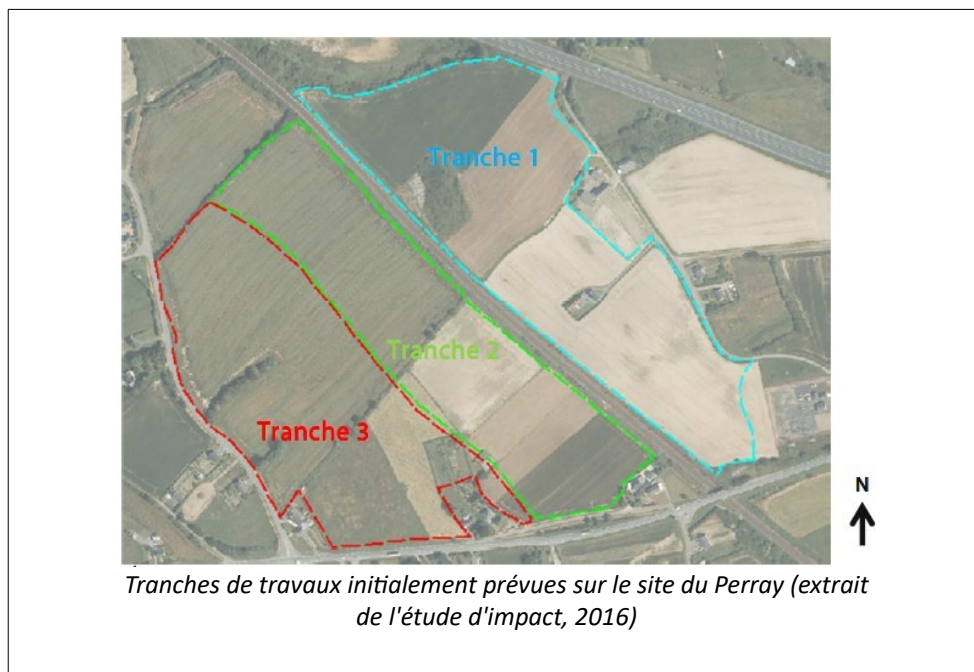 Tranche 1
Tranche 2
Tranche 3
N
Tranches de travaux initialement prévues sur le site du Perray (extrait
de l'étude d'impact, 2016)